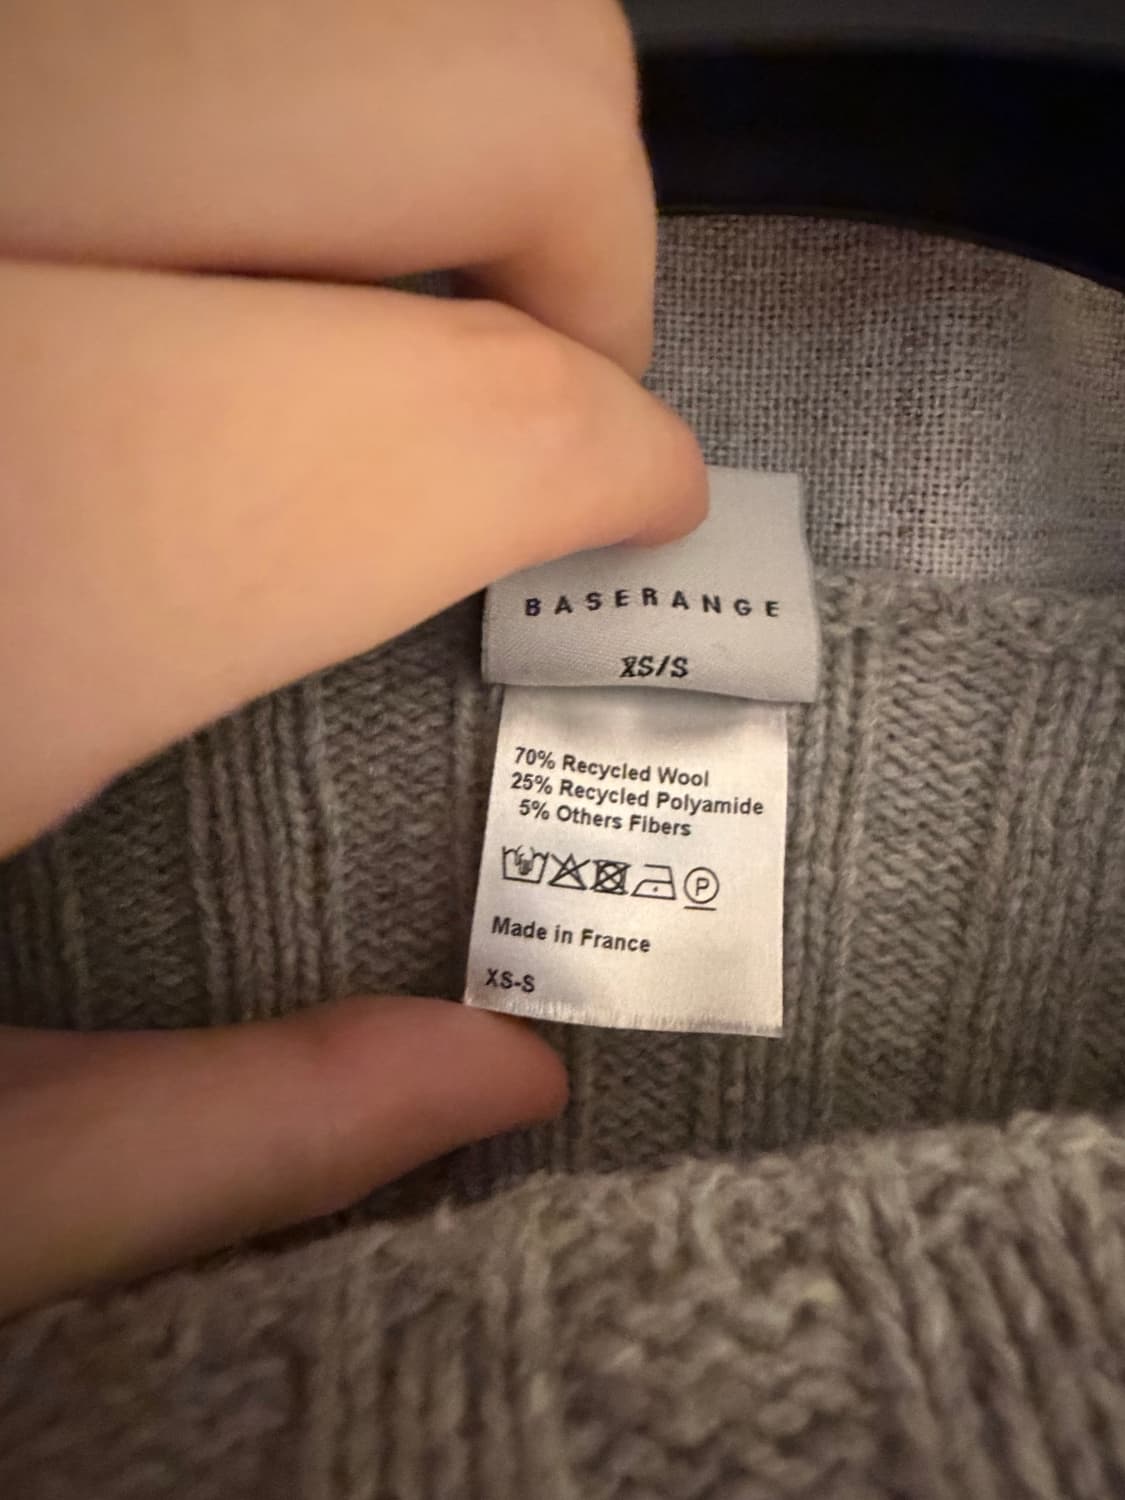 BASERANGE
XS/S
70% Recycled Wool
25% Recycled Polyamide
5% Others Fibers
P
Made in France
XS-S